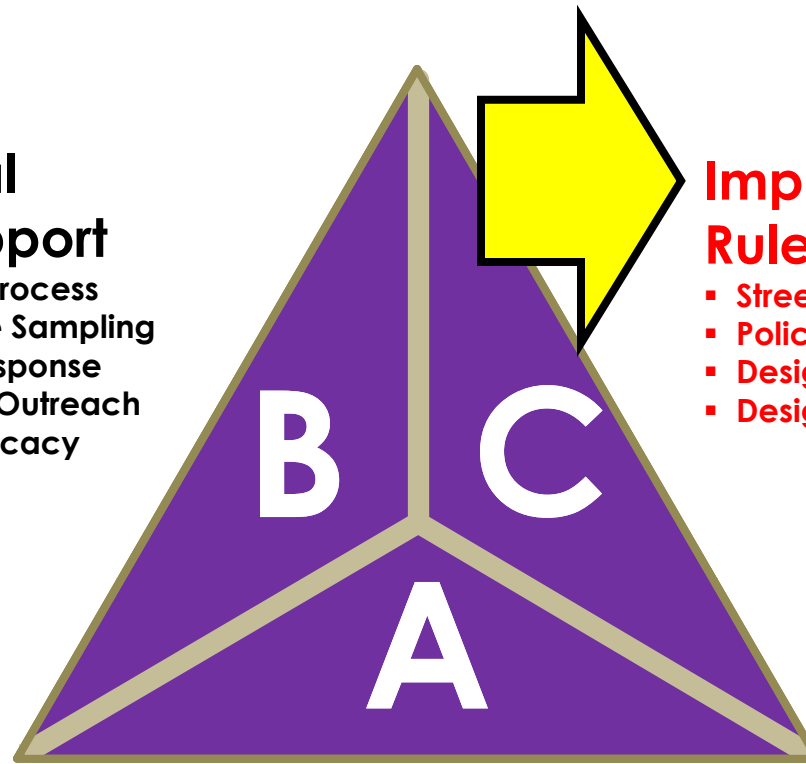 pport
rocess
Sampling
sponse
Outreach
cacy
Imp
Rule
▪ Stree
▪ Polic
▪ Desig
▪ Desig
B
C
A